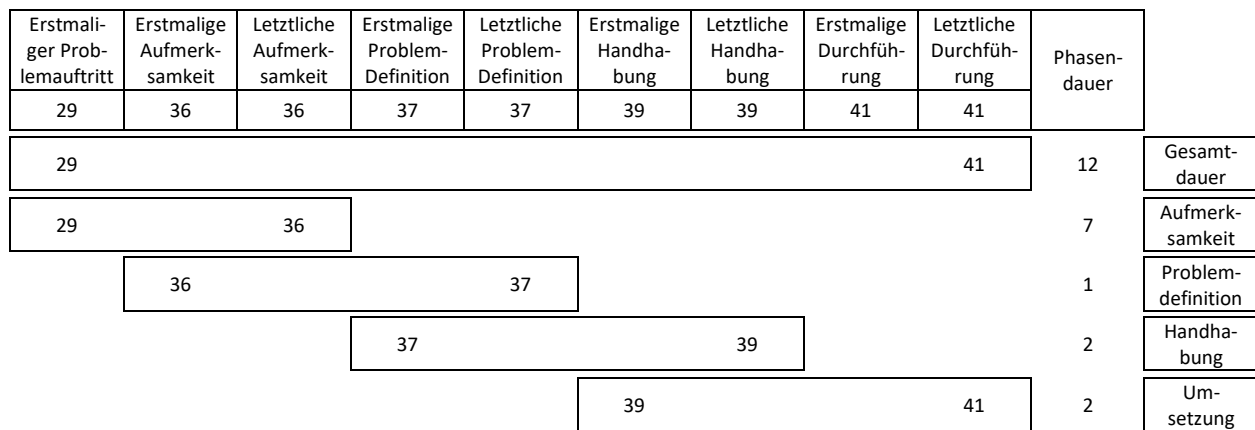 Erstmali- Erstmalige Letztliche Erstmalige Letztliche Erstmalige Letztliche Erstmalige Letztliche
ger Prob- Aufmerk- Aufmerk- Problem- Problem- Handha- Handha- Durchfüh- Durchfüh- Phasen-
lemauftritt samkeit samkeit Definition Definition bung bung rung rung dauer
29 36 36 37 37 39 39 41 41
29 41 12 Gesamt-
dauer
29 36 7 Aufmerk-
samkeit
36 37 1 Problem-
definition
37 39 2 Handha-
bung
39 41 2 Um-
setzung